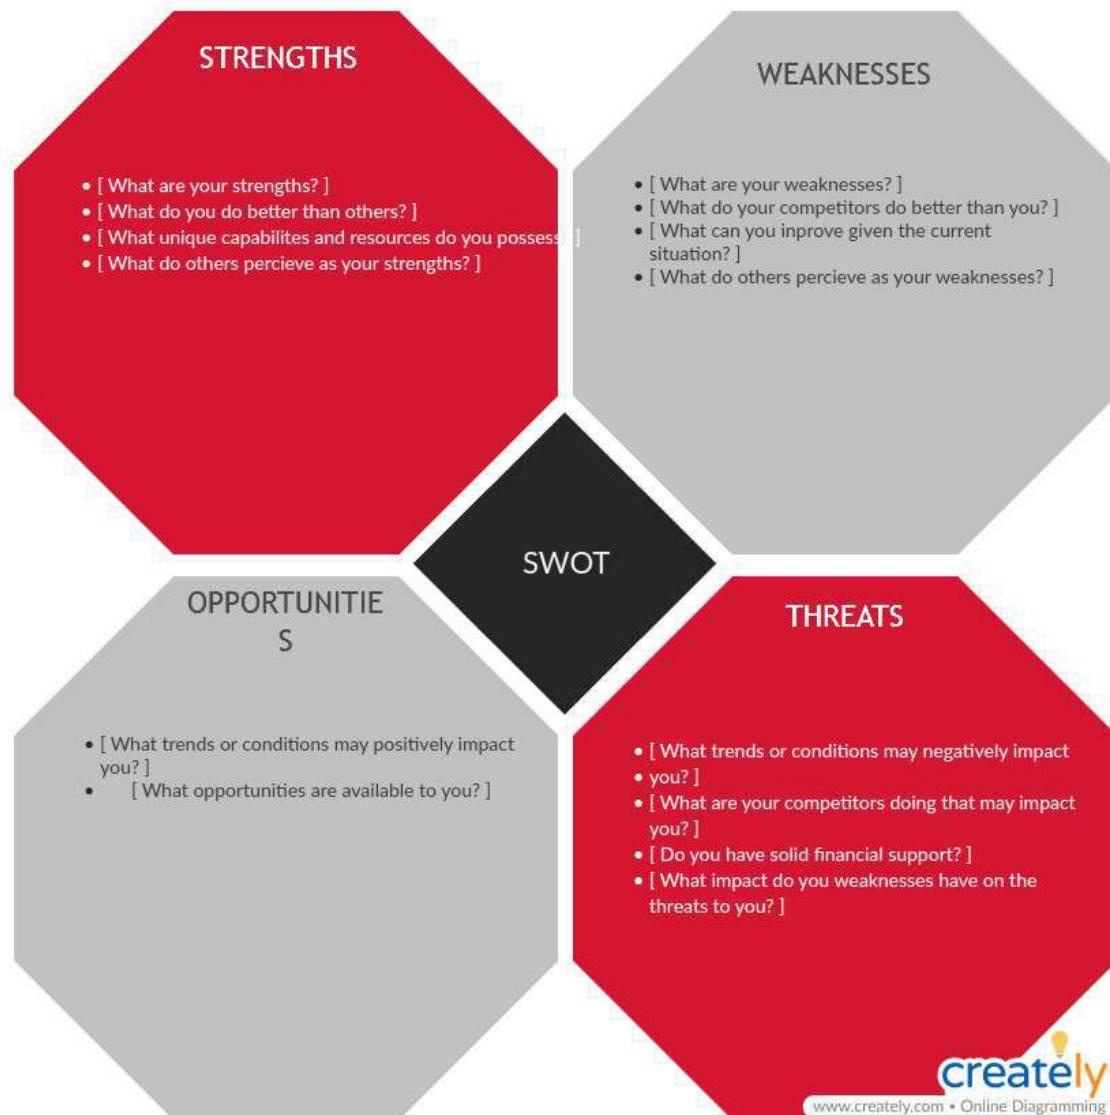 STRENGTHS
• [ What are your strengths? ]
• [ What do you do better than others? ]
• [ What unique capabilites and resources do you possess ]
• [ What do others percieve as your strengths? ]
WEAKNESSES
• [ What are your weaknesses? ]
• [ What do your competitors do better than you? ]
• [ What can you inprove given the current
situation? ]
• [ What do others percieve as your weaknesses? ]
SWOT
OPPORTUNITIE
S
• [ What trends or conditions may positively impact
you? ]
• [ What opportunities are available to you? ]
THREATS
• [ What trends or conditions may negatively impact
• you? ]
• [ What are your competitors doing that may impact
you? ]
• [ Do you have solid financial support? ]
• [ What impact do you weaknesses have on the
threats to you? ]
creately
www.creately.com • Online Diagramming